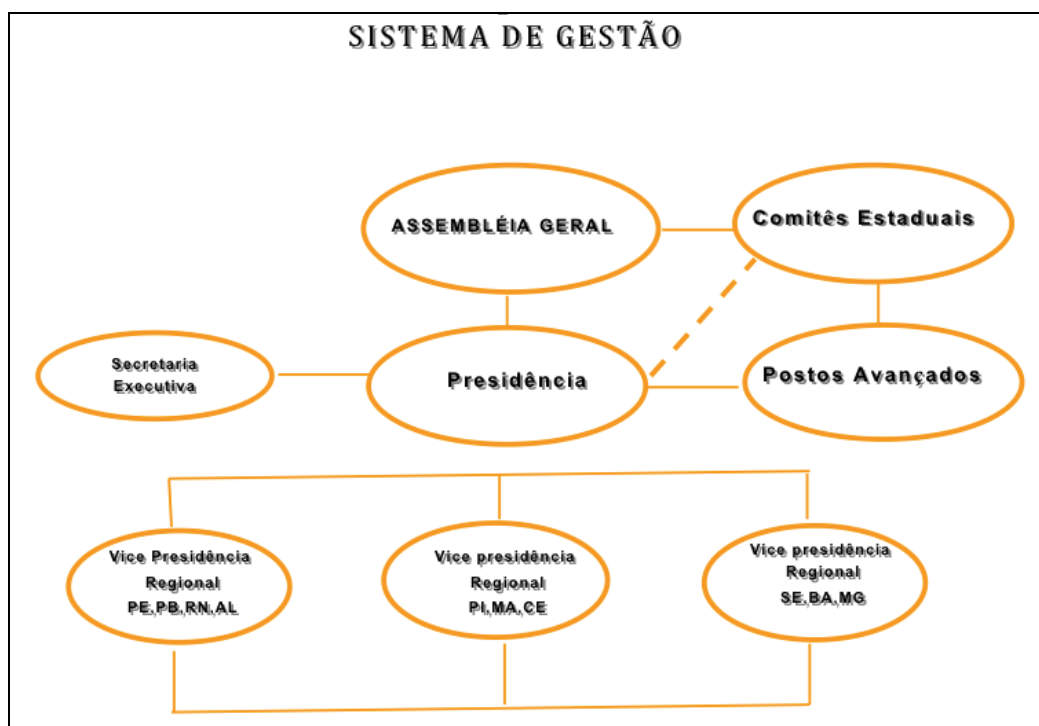 SISTEMA DE GESTÃO
ASSEMBLÉIA GERAL
Comitês Estaduais
Secretaria
Executiva
Presidência
Postos Avançados
Vice Presidência
Regional
PE,PB,RN,AL
Vice presidência
Regional
PI,MA,CE
Vice presidência
Regional
SE,BA,MG